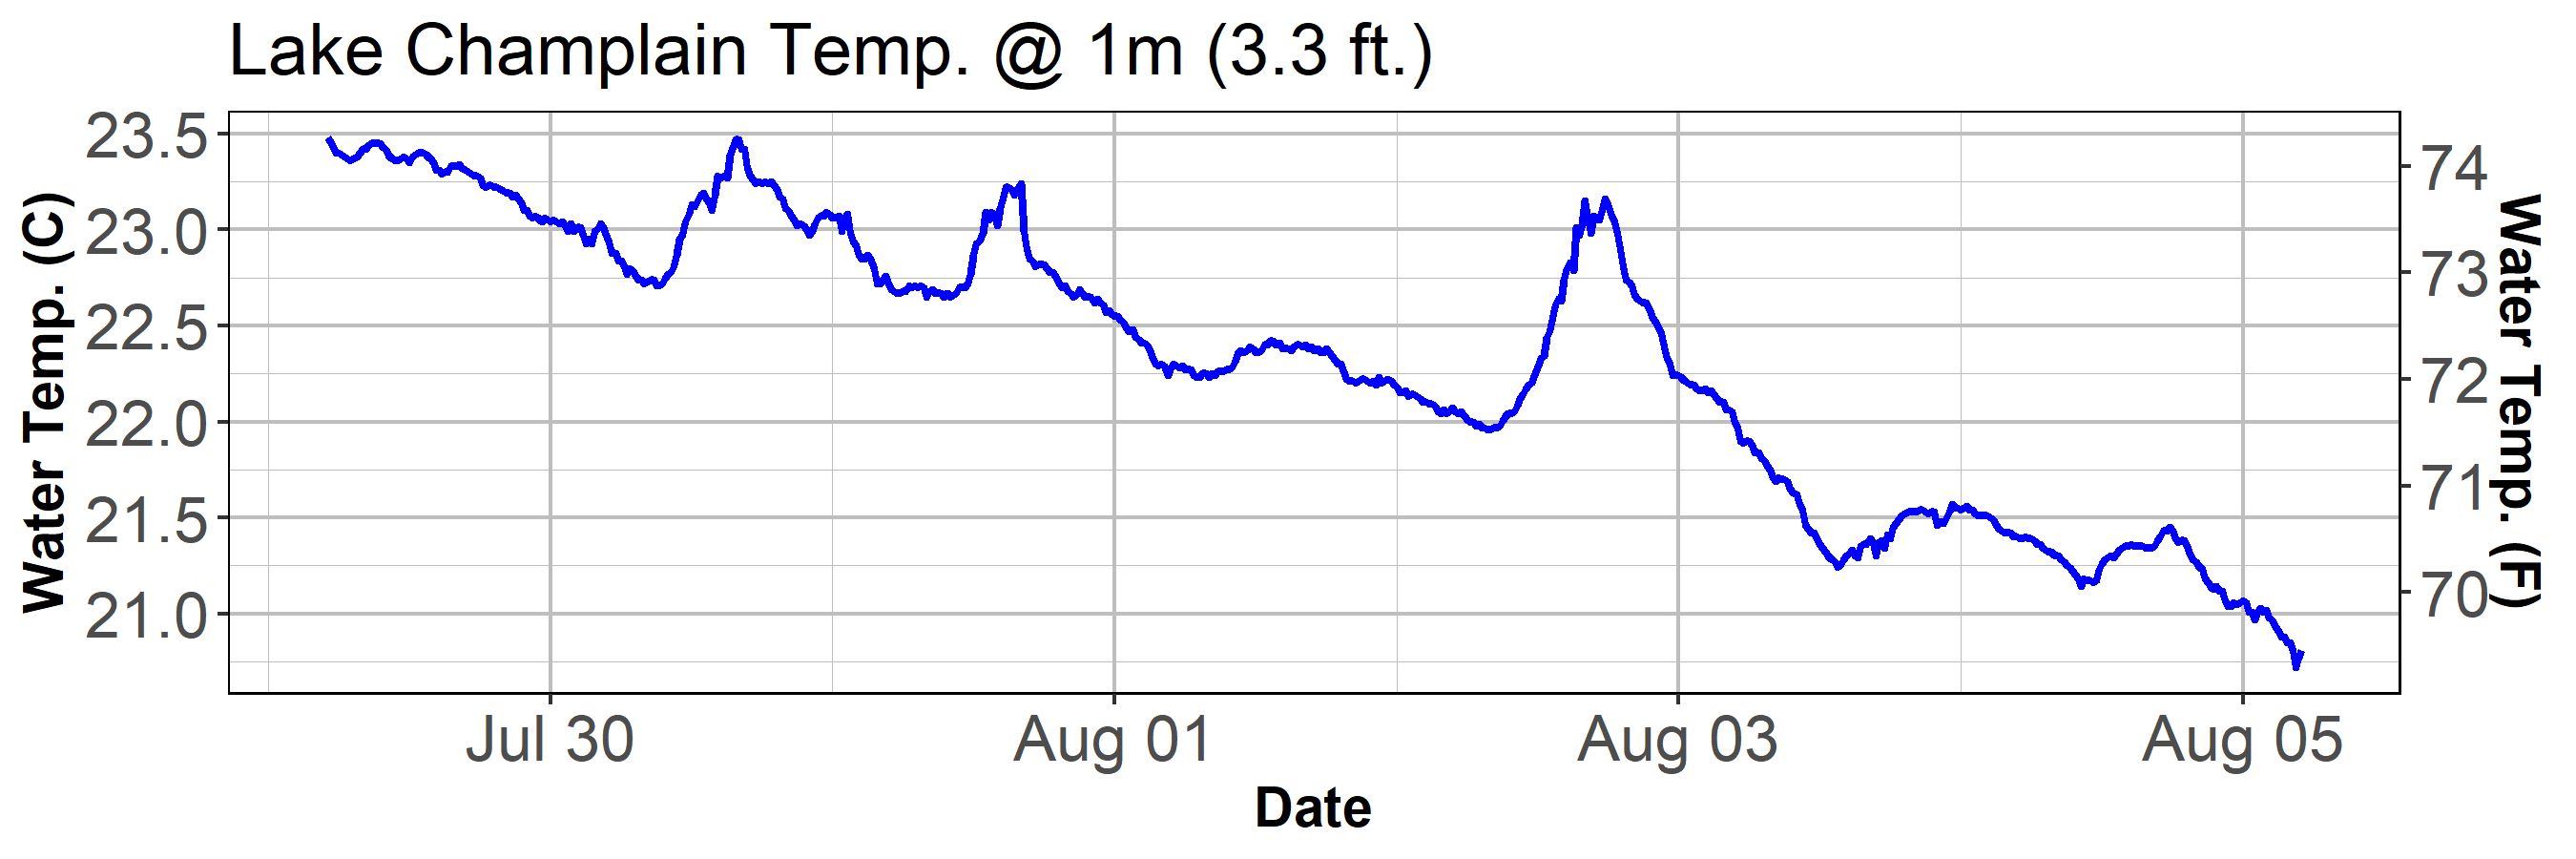 Lake Champlain Temp. @ 1m (3.3 ft.)
Water Temp. (C)
23.5
23.0
22.5
22.0
21.5
21.0
74
73
72
71
70
Water Temp. (F)
Jul 30
Aug 01
Aug 03
Aug 05
Date